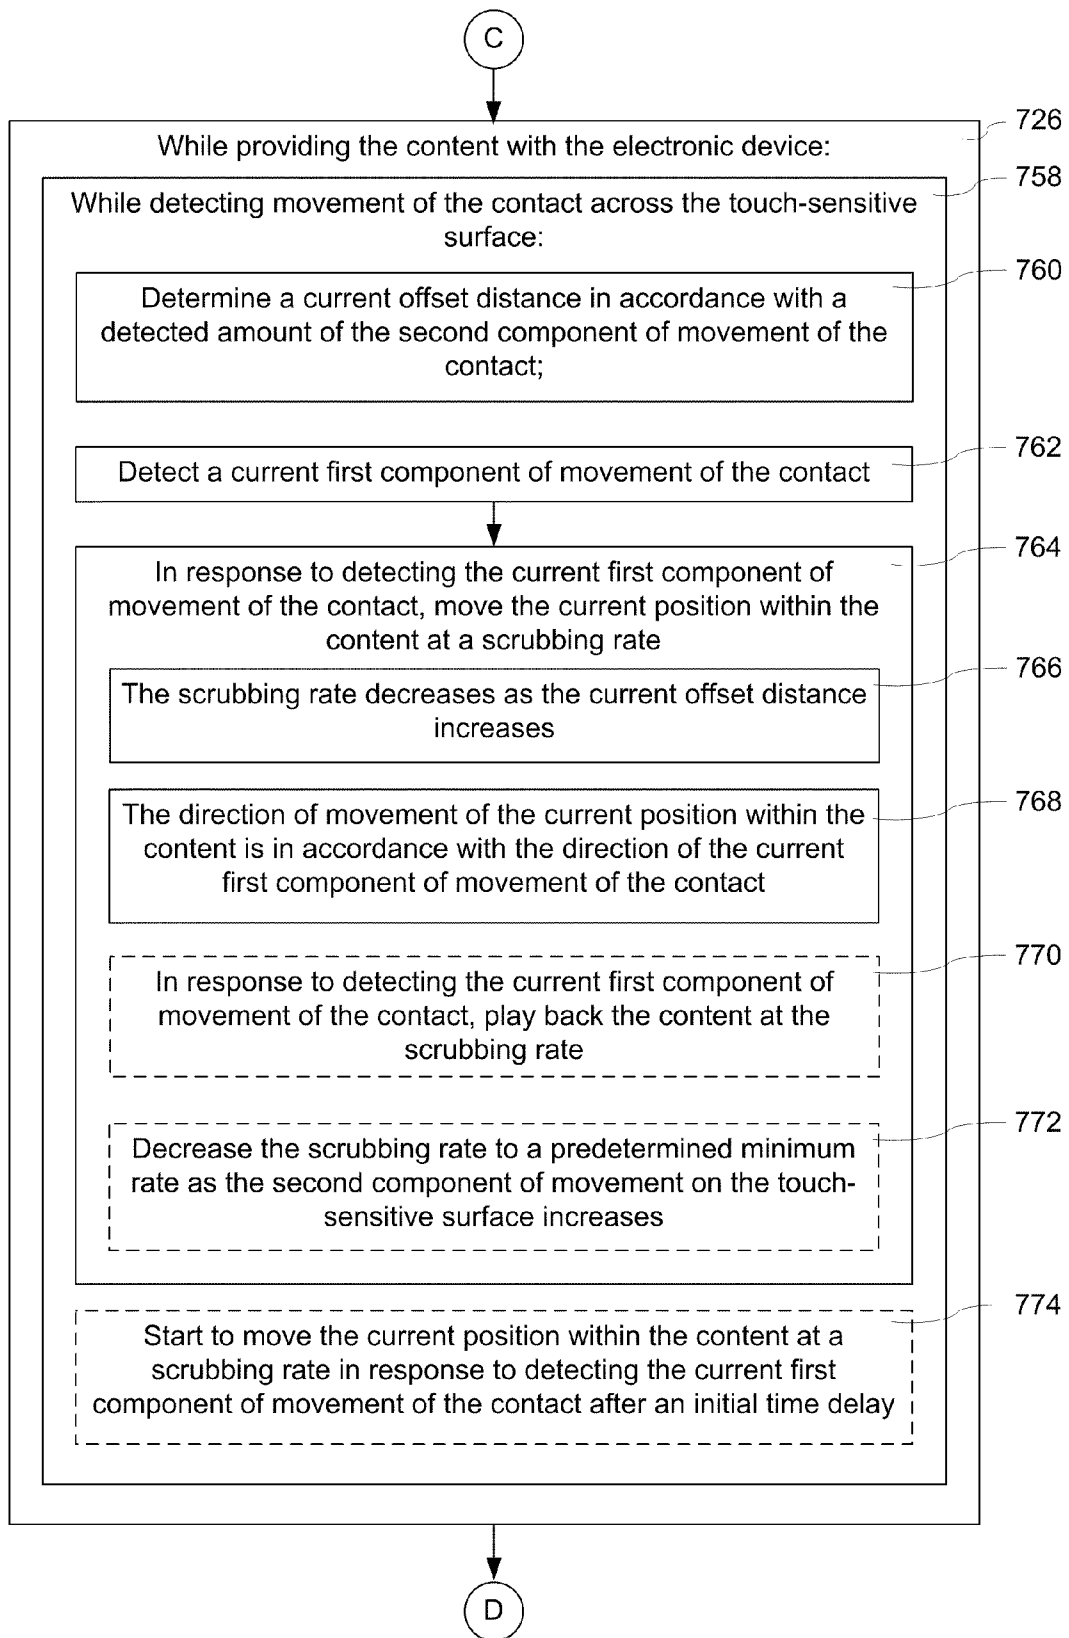 C
726
While providing the content with the electronic device:
758
While detecting movement of the contact across the touch-sensitive
surface:
760
Determine a current offset distance in accordance with a
detected amount of the second component of movement of the
contact;
762
Detect a current first component of movement of the contact
764
In response to detecting the current first component of
movement of the contact, move the current position within the
content at a scrubbing rate
766
The scrubbing rate decreases as the current offset distance
increases
768
The direction of movement of the current position within the
content is in accordance with the direction of the current
first component of movement of the contact
770
In response to detecting the current first component of
movement of the contact, play back the content at the
scrubbing rate
772
Decrease the scrubbing rate to a predetermined minimum
rate as the second component of movement on the touch-
sensitive surface increases
774
Start to move the current position within the content at a
scrubbing rate in response to detecting the current first
component of movement of the contact after an initial time delay
D